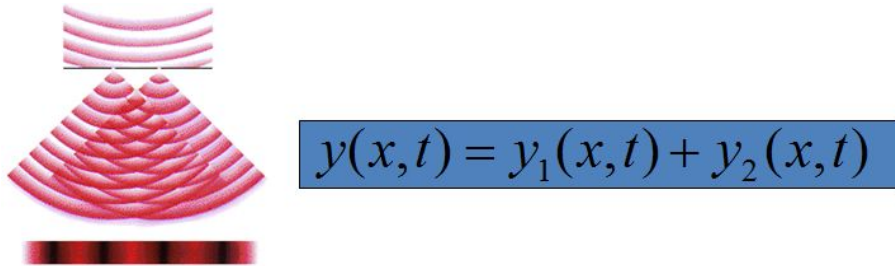 y(x,t) = y₁(x,t) + y₂(x,t)